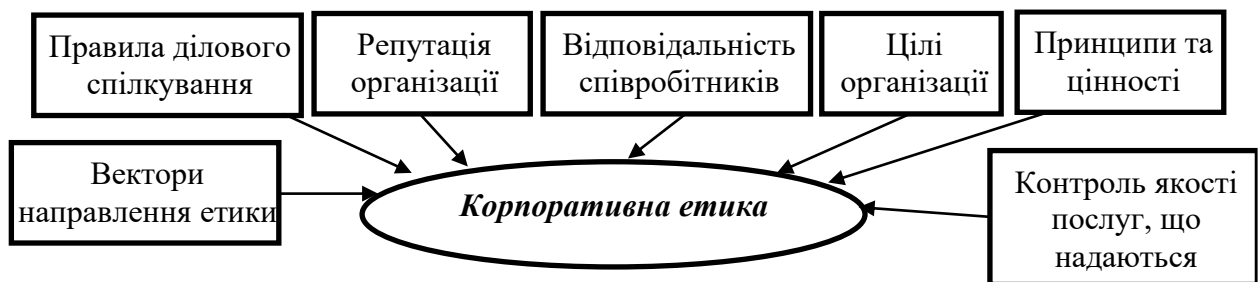 Правила ділового
спілкування
Репутація
організації
Відповідальність
співробітників
Цілі
організації
Принципи та
цінності
Вектори
направлення етики
Корпоративна етика
Контроль якості
послуг, що
надаються